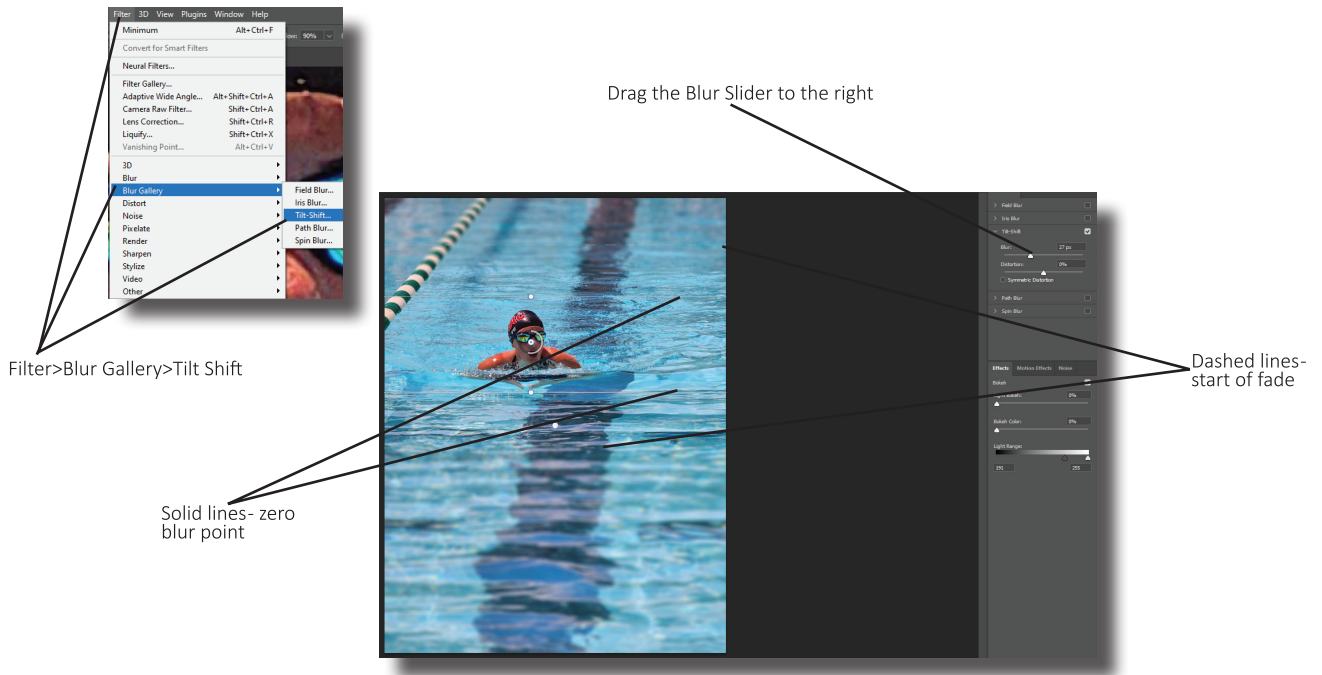 Filter 3D View Plugins Window Help
Minimum Alt+Ctrl+F
Convert for Smart Filters
Neural Filters...
Filter Gallery...
Adaptive Wide Angle... Alt+Shift+Ctrl+A
Camera Raw Filter... Shift+Ctrl+A
Lens Correction... Shift+Ctrl+R
Liquify... Shift+Ctrl+X
Vanishing Point... Alt+Ctrl+V
3D
Blur
Blur Gallery
Distort
Noise
Pixelate
Render
Sharpen
Stylize
Video
Other
90%
Field Blur...
Iris Blur...
Tilt-Shift...
Path Blur...
Spin Blur...
Filter>Blur Gallery>Tilt Shift
Drag the Blur Slider to the right
Field Blur
Iris Blur
Tilt-Shift
Blur: 27 px
Distortion: 0%
Symmetric Distortion
Path Blur
Spin Blur
Effects Motion Effects Noise
Bokeh
Bokeh: 0%
Bokeh Color: 0%
Light Range:
191 255
Dashed lines-
start of fade
Solid lines- zero
blur point